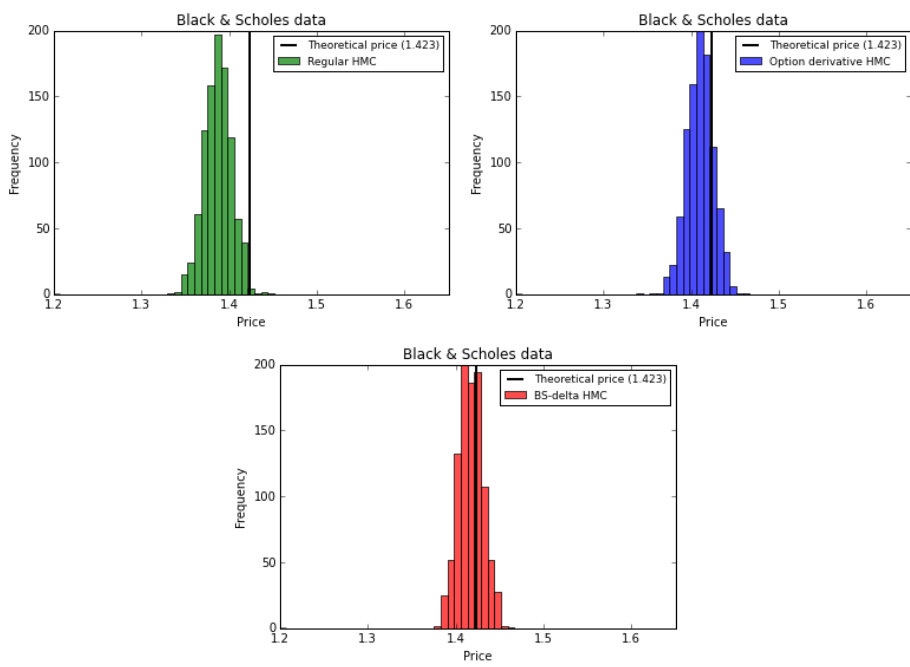 Black & Scholes data
Theoretical price (1.423)
Regular HMC
Frequency
200
150
100
50
0
1.2 1.3 1.4 1.5 1.6
Price
Black & Scholes data
Theoretical price (1.423)
Option derivative HMC
Frequency
200
150
100
50
0
1.2 1.3 1.4 1.5 1.6
Price
Black & Scholes data
Theoretical price (1.423)
BS-delta HMC
Frequency
200
150
100
50
0
1.2 1.3 1.4 1.5 1.6
Price